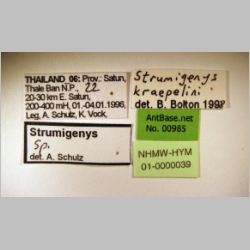 THAILAND_06: Prov.: Satun,
Thale Ban N.P., 22
20-30 km E. Satun,
200-400 mH, 01.-04.01.1996,
Leg, A. Schulz, K. Vock,
Strumigenys
kraepelini
det. B. Bolton 1997
AntBase.net
No. 00985
Strumigenys
Sp.
det. A. Schulz
NHMW-HYM
01-0000039